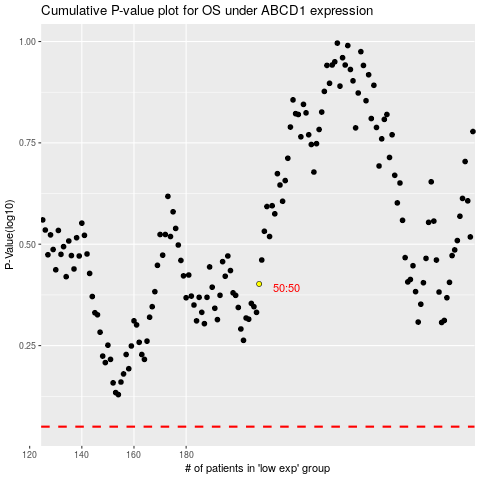 Cumulative P-value plot for OS under ABCD1 expression
P-Value(log10)
1.00
0.75
0.50
0.25
50:50
120 140 160 180
# of patients in 'low exp' group